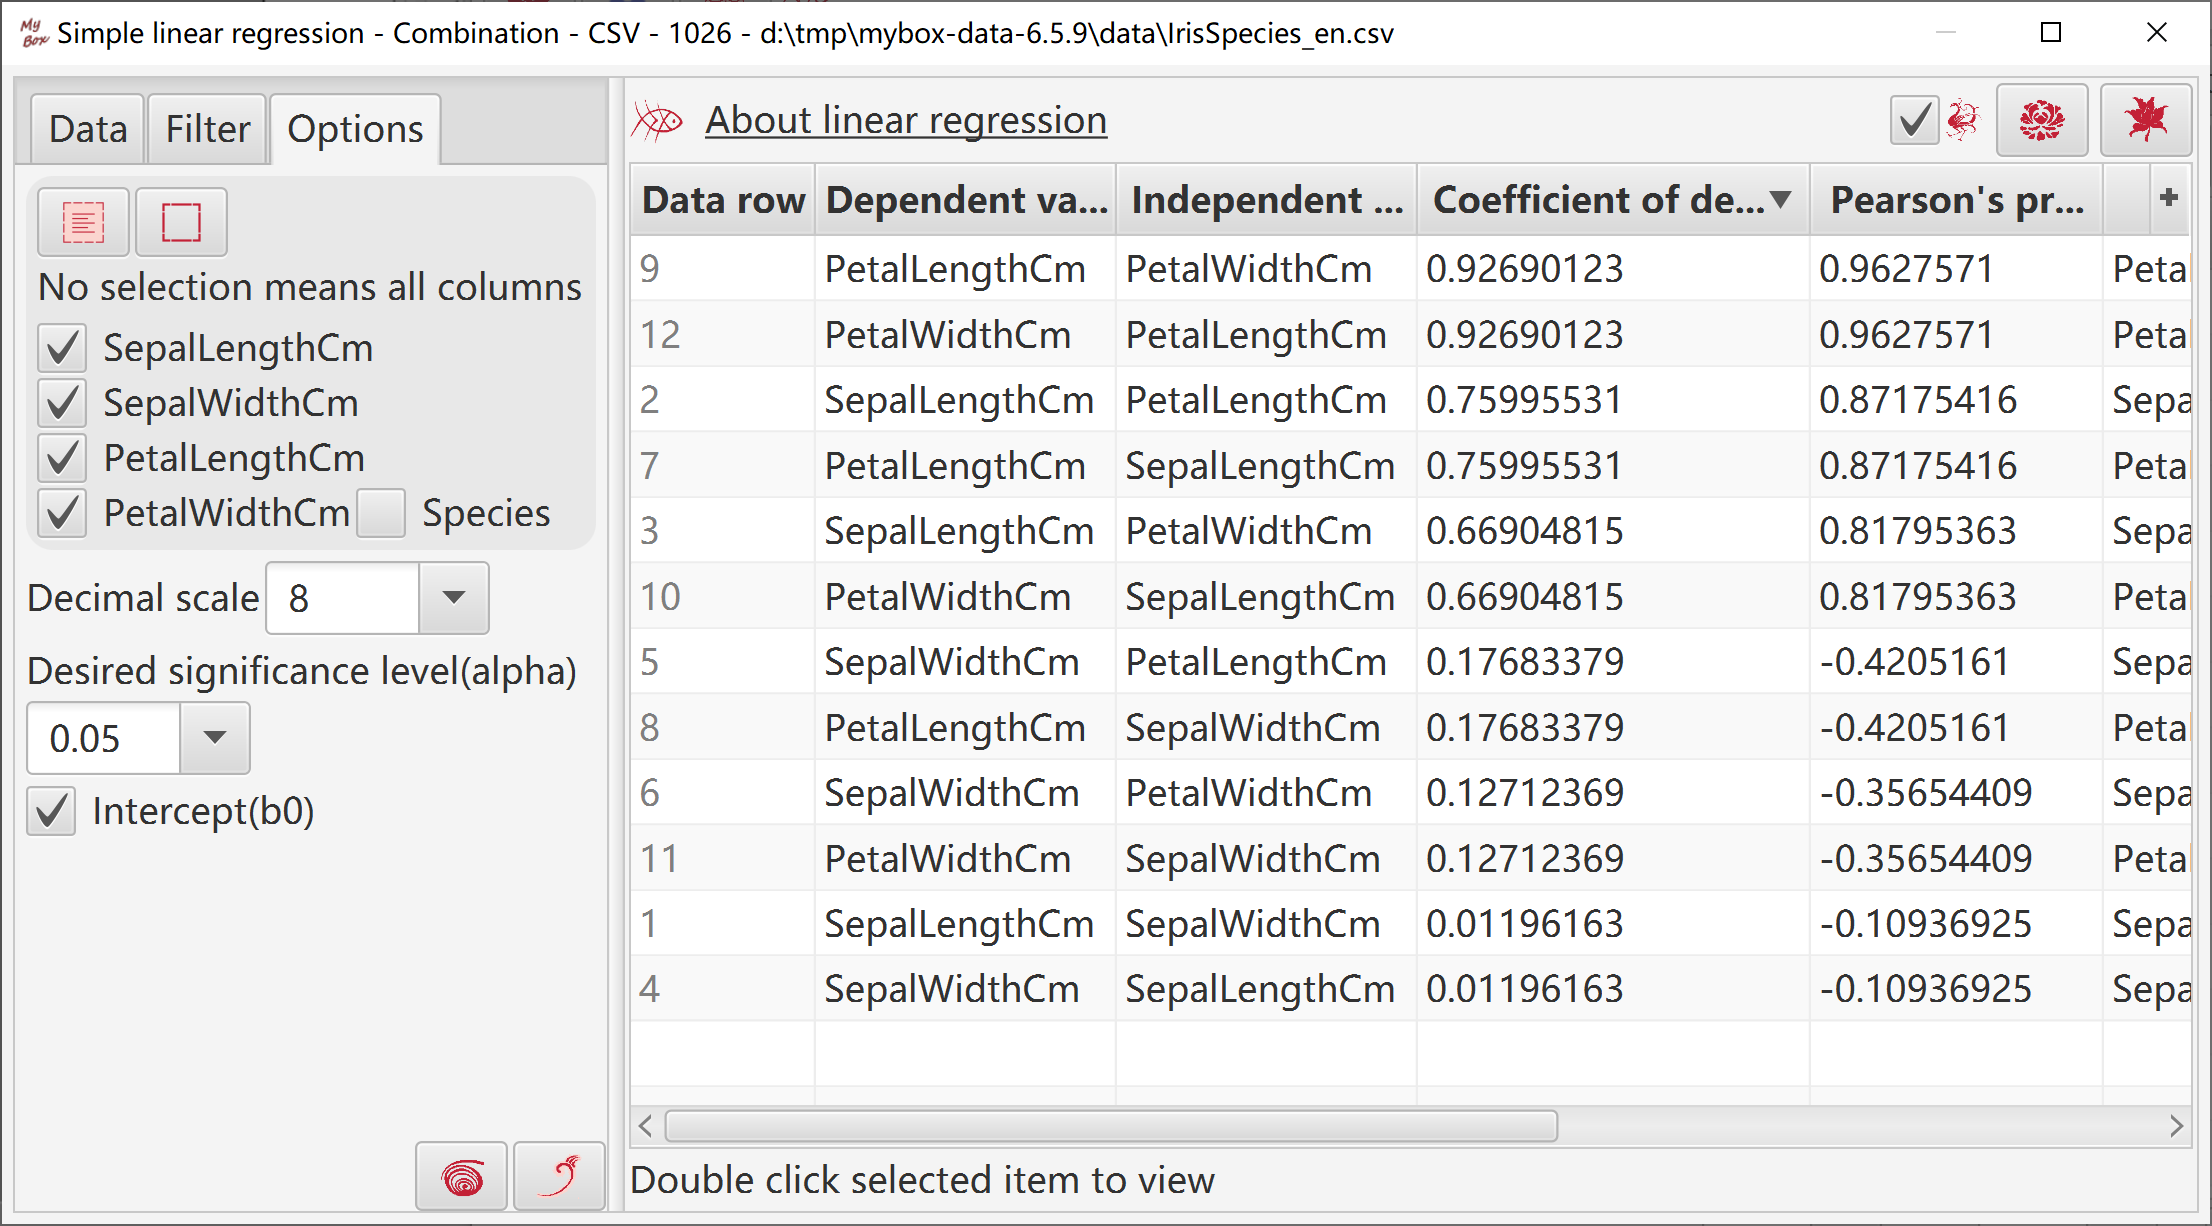 My Box Simple linear regression - Combination - CSV - 1026 - d:\tmp\mybox-data-6.5.9\data\IrisSpecies_en.csv
Data Filter Options
No selection means all columns
SepalLengthCm
SepalWidthCm
PetalLengthCm
PetalWidthCm Species
Decimal scale 8
Desired significance level(alpha)
0.05
Intercept(b0)
About linear regression
Data row Dependent va... Independent ... Coefficient of de... Pearson's pr... +
9 PetalLengthCm PetalWidthCm 0.92690123 0.9627571 Petal
12 PetalWidthCm PetalLengthCm 0.92690123 0.9627571 Petal
2 SepalLengthCm PetalLengthCm 0.75995531 0.87175416 Sepa
7 PetalLengthCm SepalLengthCm 0.75995531 0.87175416 Petal
3 SepalLengthCm PetalWidthCm 0.66904815 0.81795363 Sepa
10 PetalWidthCm SepalLengthCm 0.66904815 0.81795363 Petal
5 SepalWidthCm PetalLengthCm 0.17683379 -0.4205161 Sepa
8 PetalLengthCm SepalWidthCm 0.17683379 -0.4205161 Petal
6 SepalWidthCm PetalWidthCm 0.12712369 -0.35654409 Sepa
11 PetalWidthCm SepalWidthCm 0.12712369 -0.35654409 Petal
1 SepalLengthCm SepalWidthCm 0.01196163 -0.10936925 Sepa
4 SepalWidthCm SepalLengthCm 0.01196163 -0.10936925 Sepa
Double click selected item to view